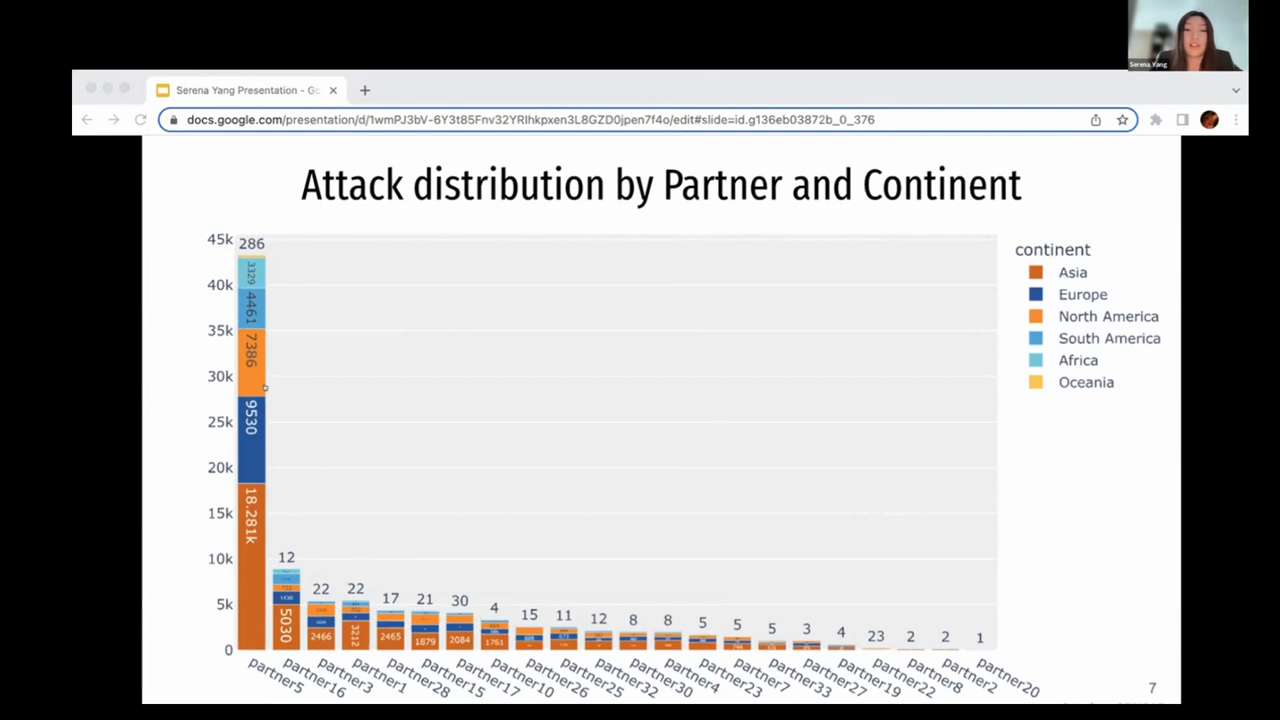 Serena Yang
Serena Yang Presentation - Go
docs.google.com/presentation/d/1wmPJ3bV-6Y3t85Fnv32YRIhkpxen3L8GZD0jpen7f4o/edit#slide=id.g136eb03872b_0_376
Attack distribution by Partner and Continent
45k
40k
35k
30k
25k
20k
15k
10k
5k
0
286
3329
4461
7386
9530
18.281k
12
5030
22
2466
22
3212
17
2465
21
1879
30
2084
4
1761
15
11
12
8
8
5
5
5
3
4
23
2
2
1
partner5
partner16
partner3
partner1
partner28
partner15
partner17
partner10
partner26
partner25
partner32
partner30
partner4
partner23
partner7
partner33
partner27
partner19
partner22
partner8
partner2
partner20
continent
Asia
Europe
North America
South America
Africa
Oceania
7